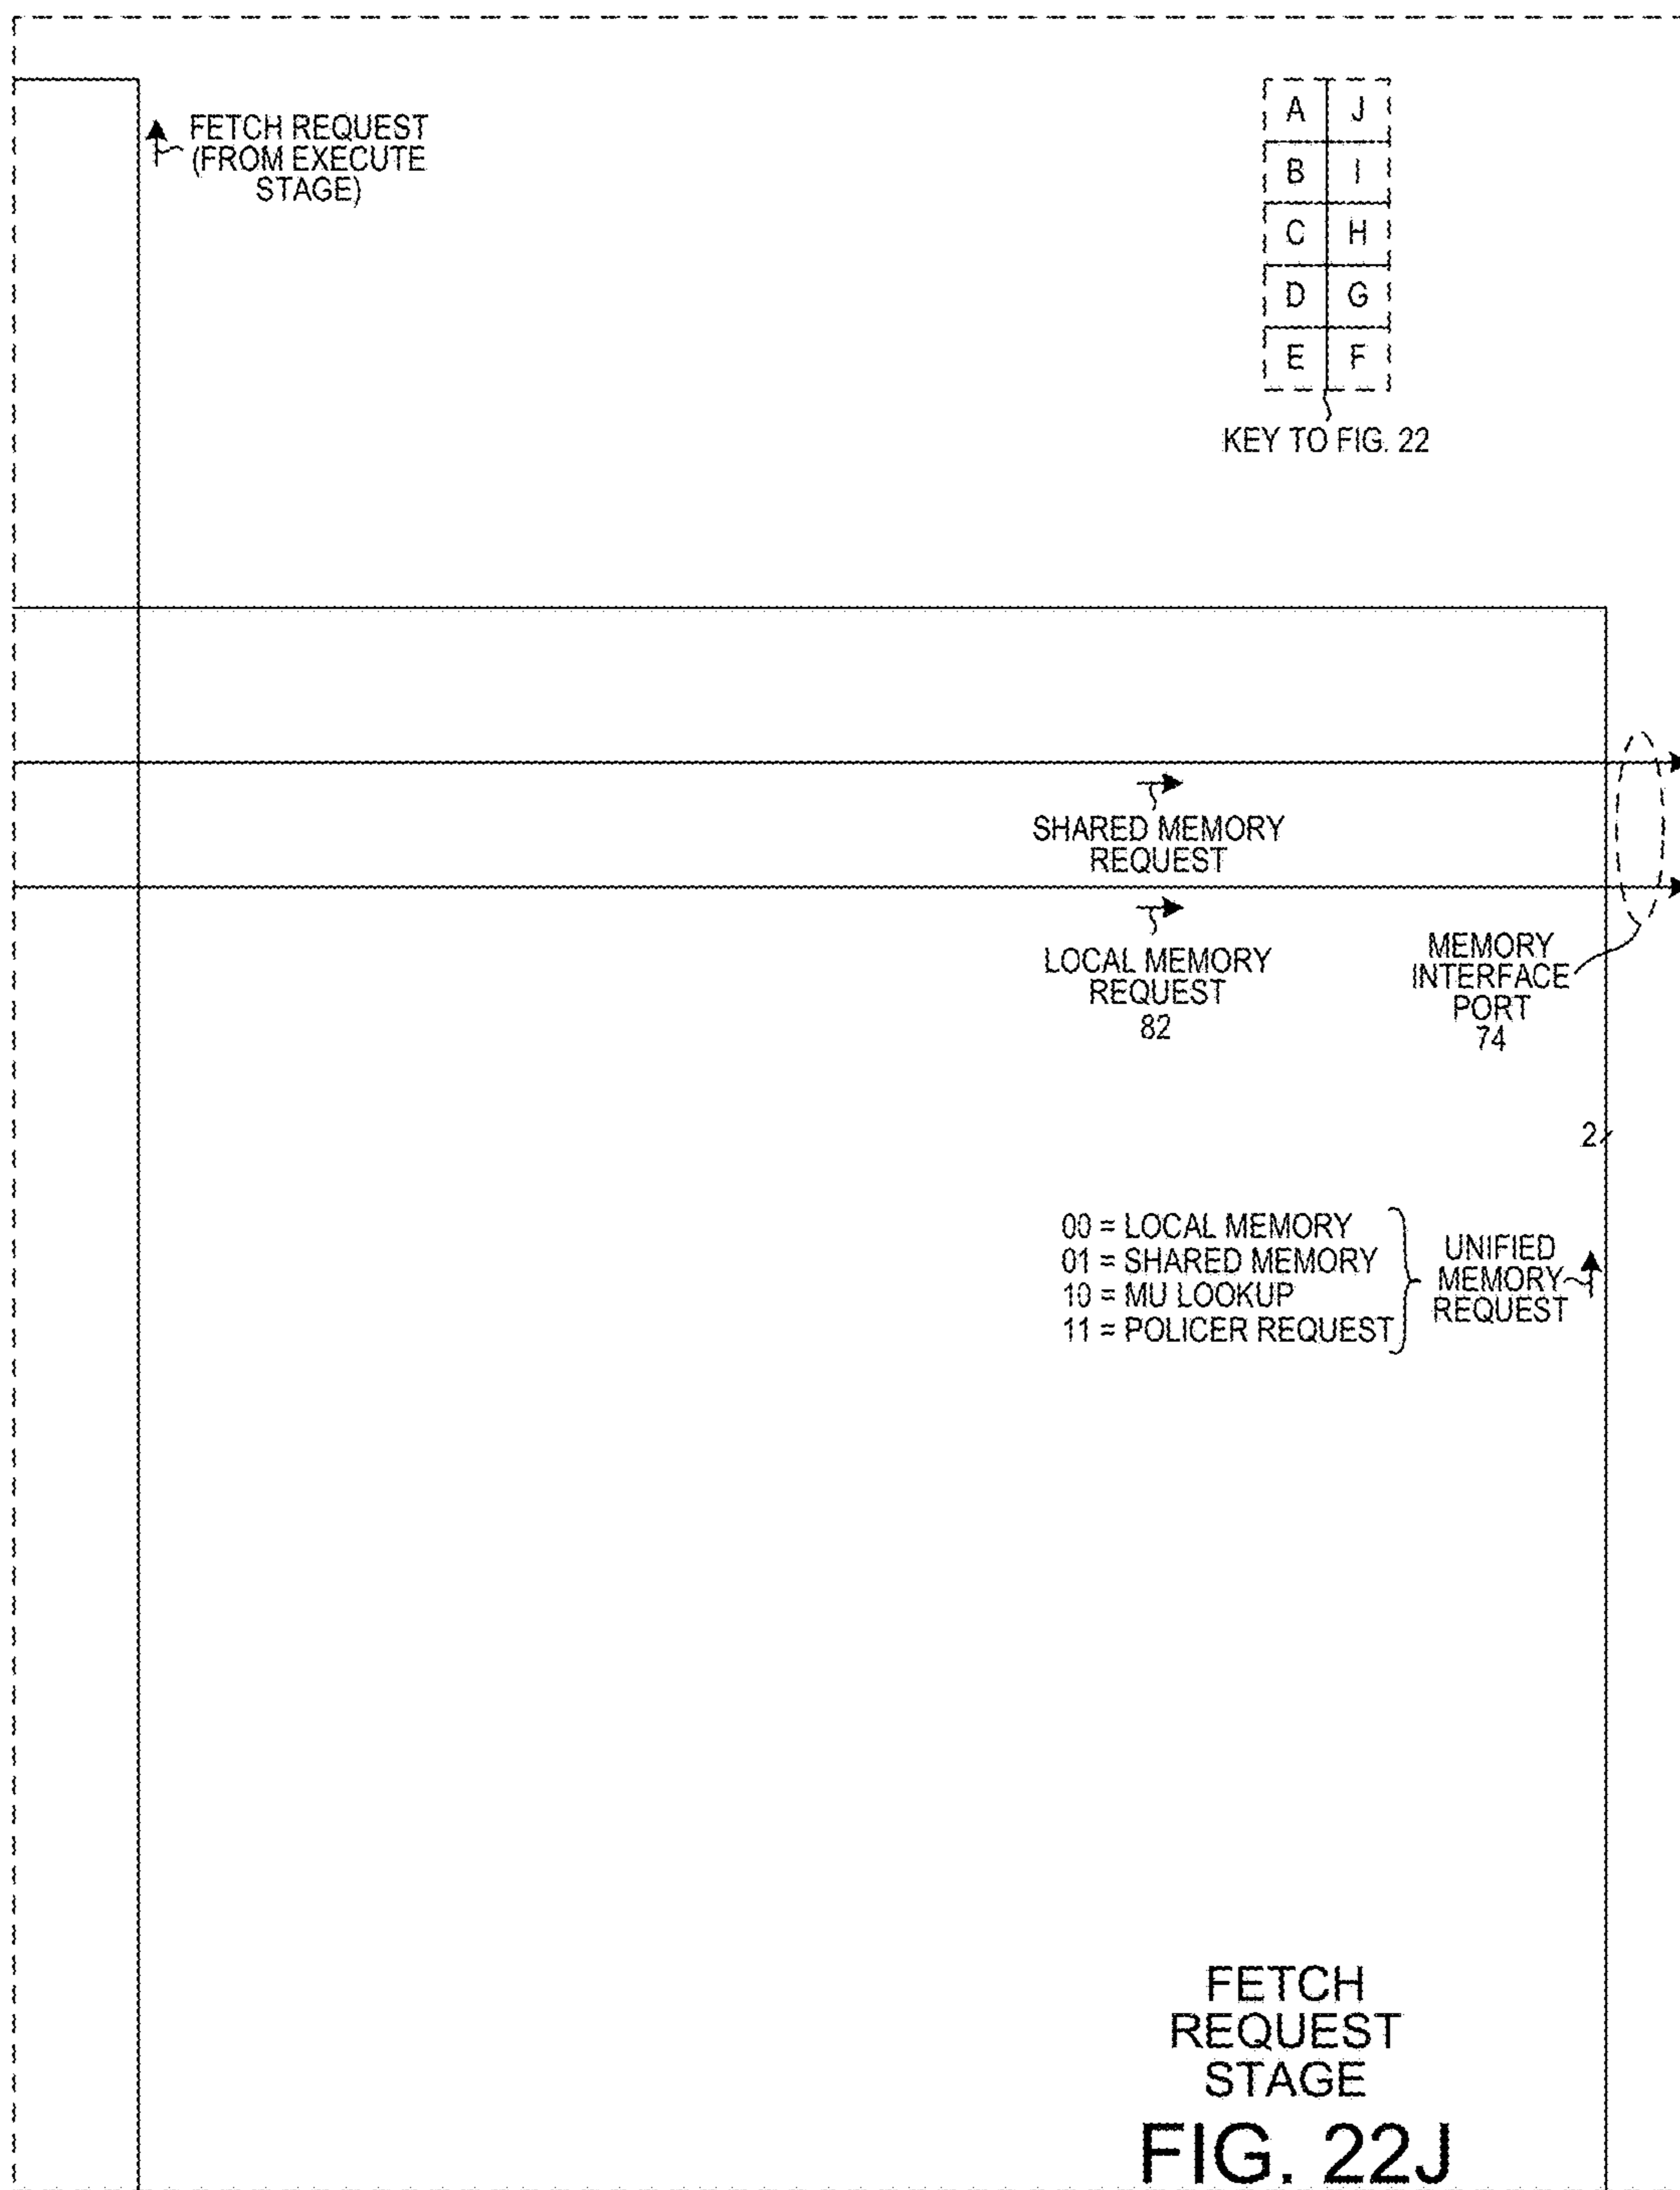 FETCH REQUEST
(FROM EXECUTE
STAGE)
A J
B I
C H
D G
E F
KEY TO FIG. 22
SHARED MEMORY
REQUEST
LOCAL MEMORY
REQUEST
82
MEMORY
INTERFACE
PORT
74
2
00 = LOCAL MEMORY
01 = SHARED MEMORY
10 = MU LOOKUP
11 = POLICER REQUEST
UNIFIED
MEMORY
REQUEST
FETCH
REQUEST
STAGE
FIG. 22J